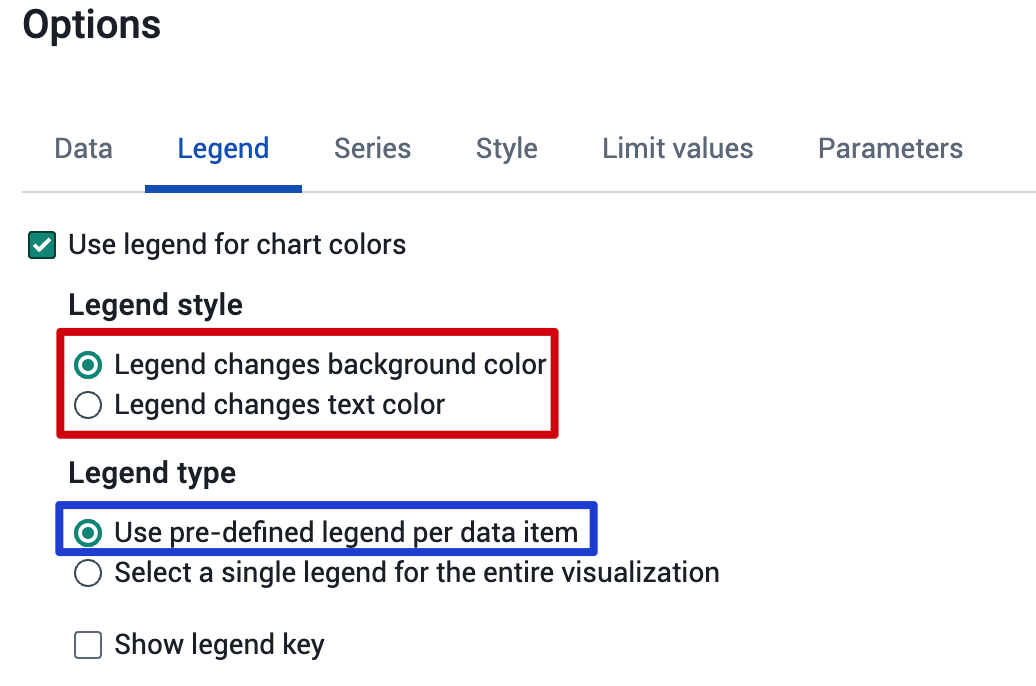 Options
Data Legend Series Style Limit values Parameters
Use legend for chart colors
Legend style
Legend changes background color
Legend changes text color
Legend type
Use pre-defined legend per data item
Select a single legend for the entire visualization
Show legend key